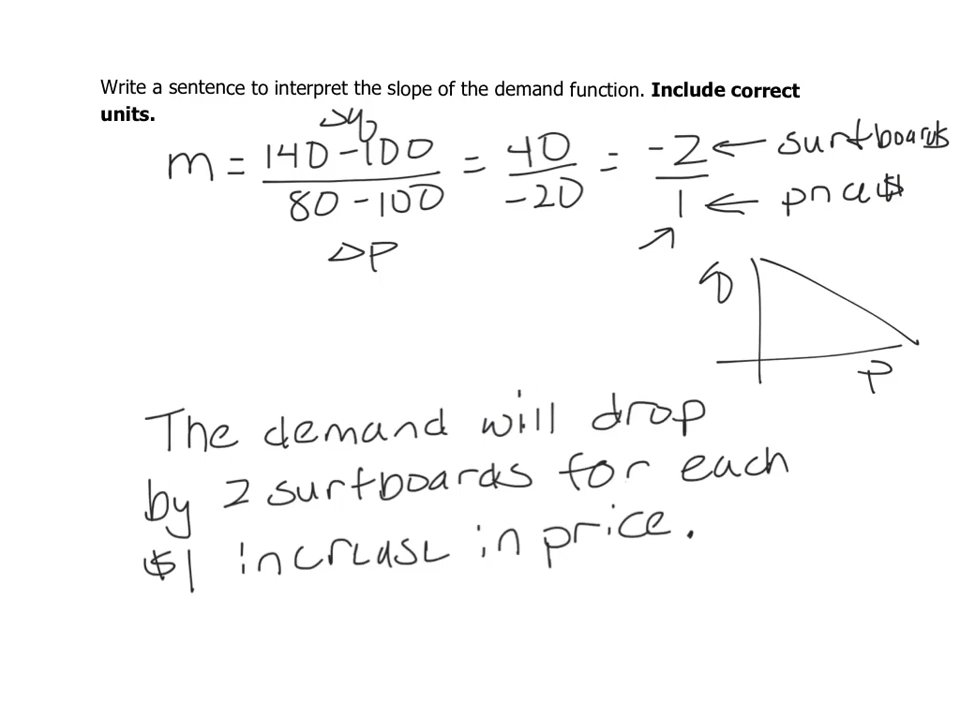 Write a sentence to interpret the slope of the demand function. Include correct
units.
Δq
m = 140 - 100 / 80 - 100 = 40 / -20 = -2 / 1
← surfboards
← price $
ΔP
q
P
The demand will drop
by 2 surfboards for each
$1 increase in price.